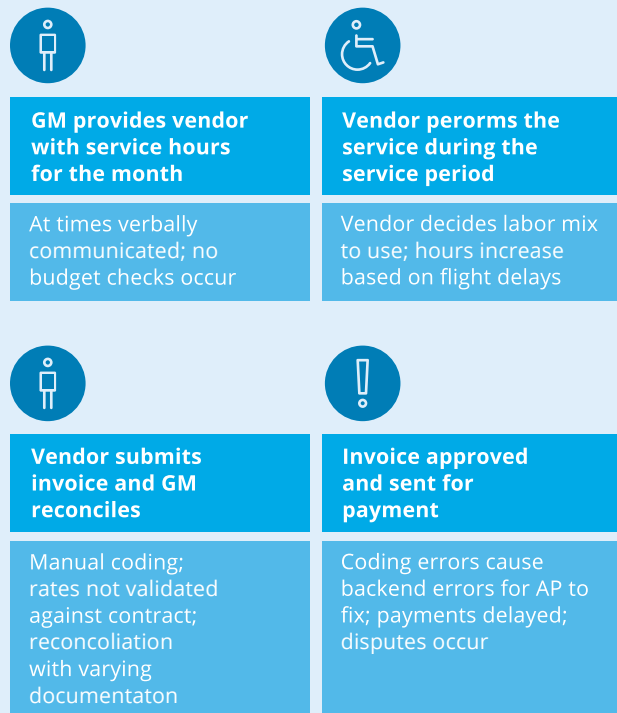 GM provides vendor
with service hours
for the month
At times verbally
communicated; no
budget checks occur
Vendor perorms the
service during the
service period
Vendor decides labor mix
to use; hours increase
based on flight delays
Vendor submits
invoice and GM
reconciles
Manual coding;
rates not validated
against contract;
reconcoliation
with varying
documentaton
Invoice approved
and sent for
payment
Coding errors cause
backend errors for AP to
fix; payments delayed;
disputes occur